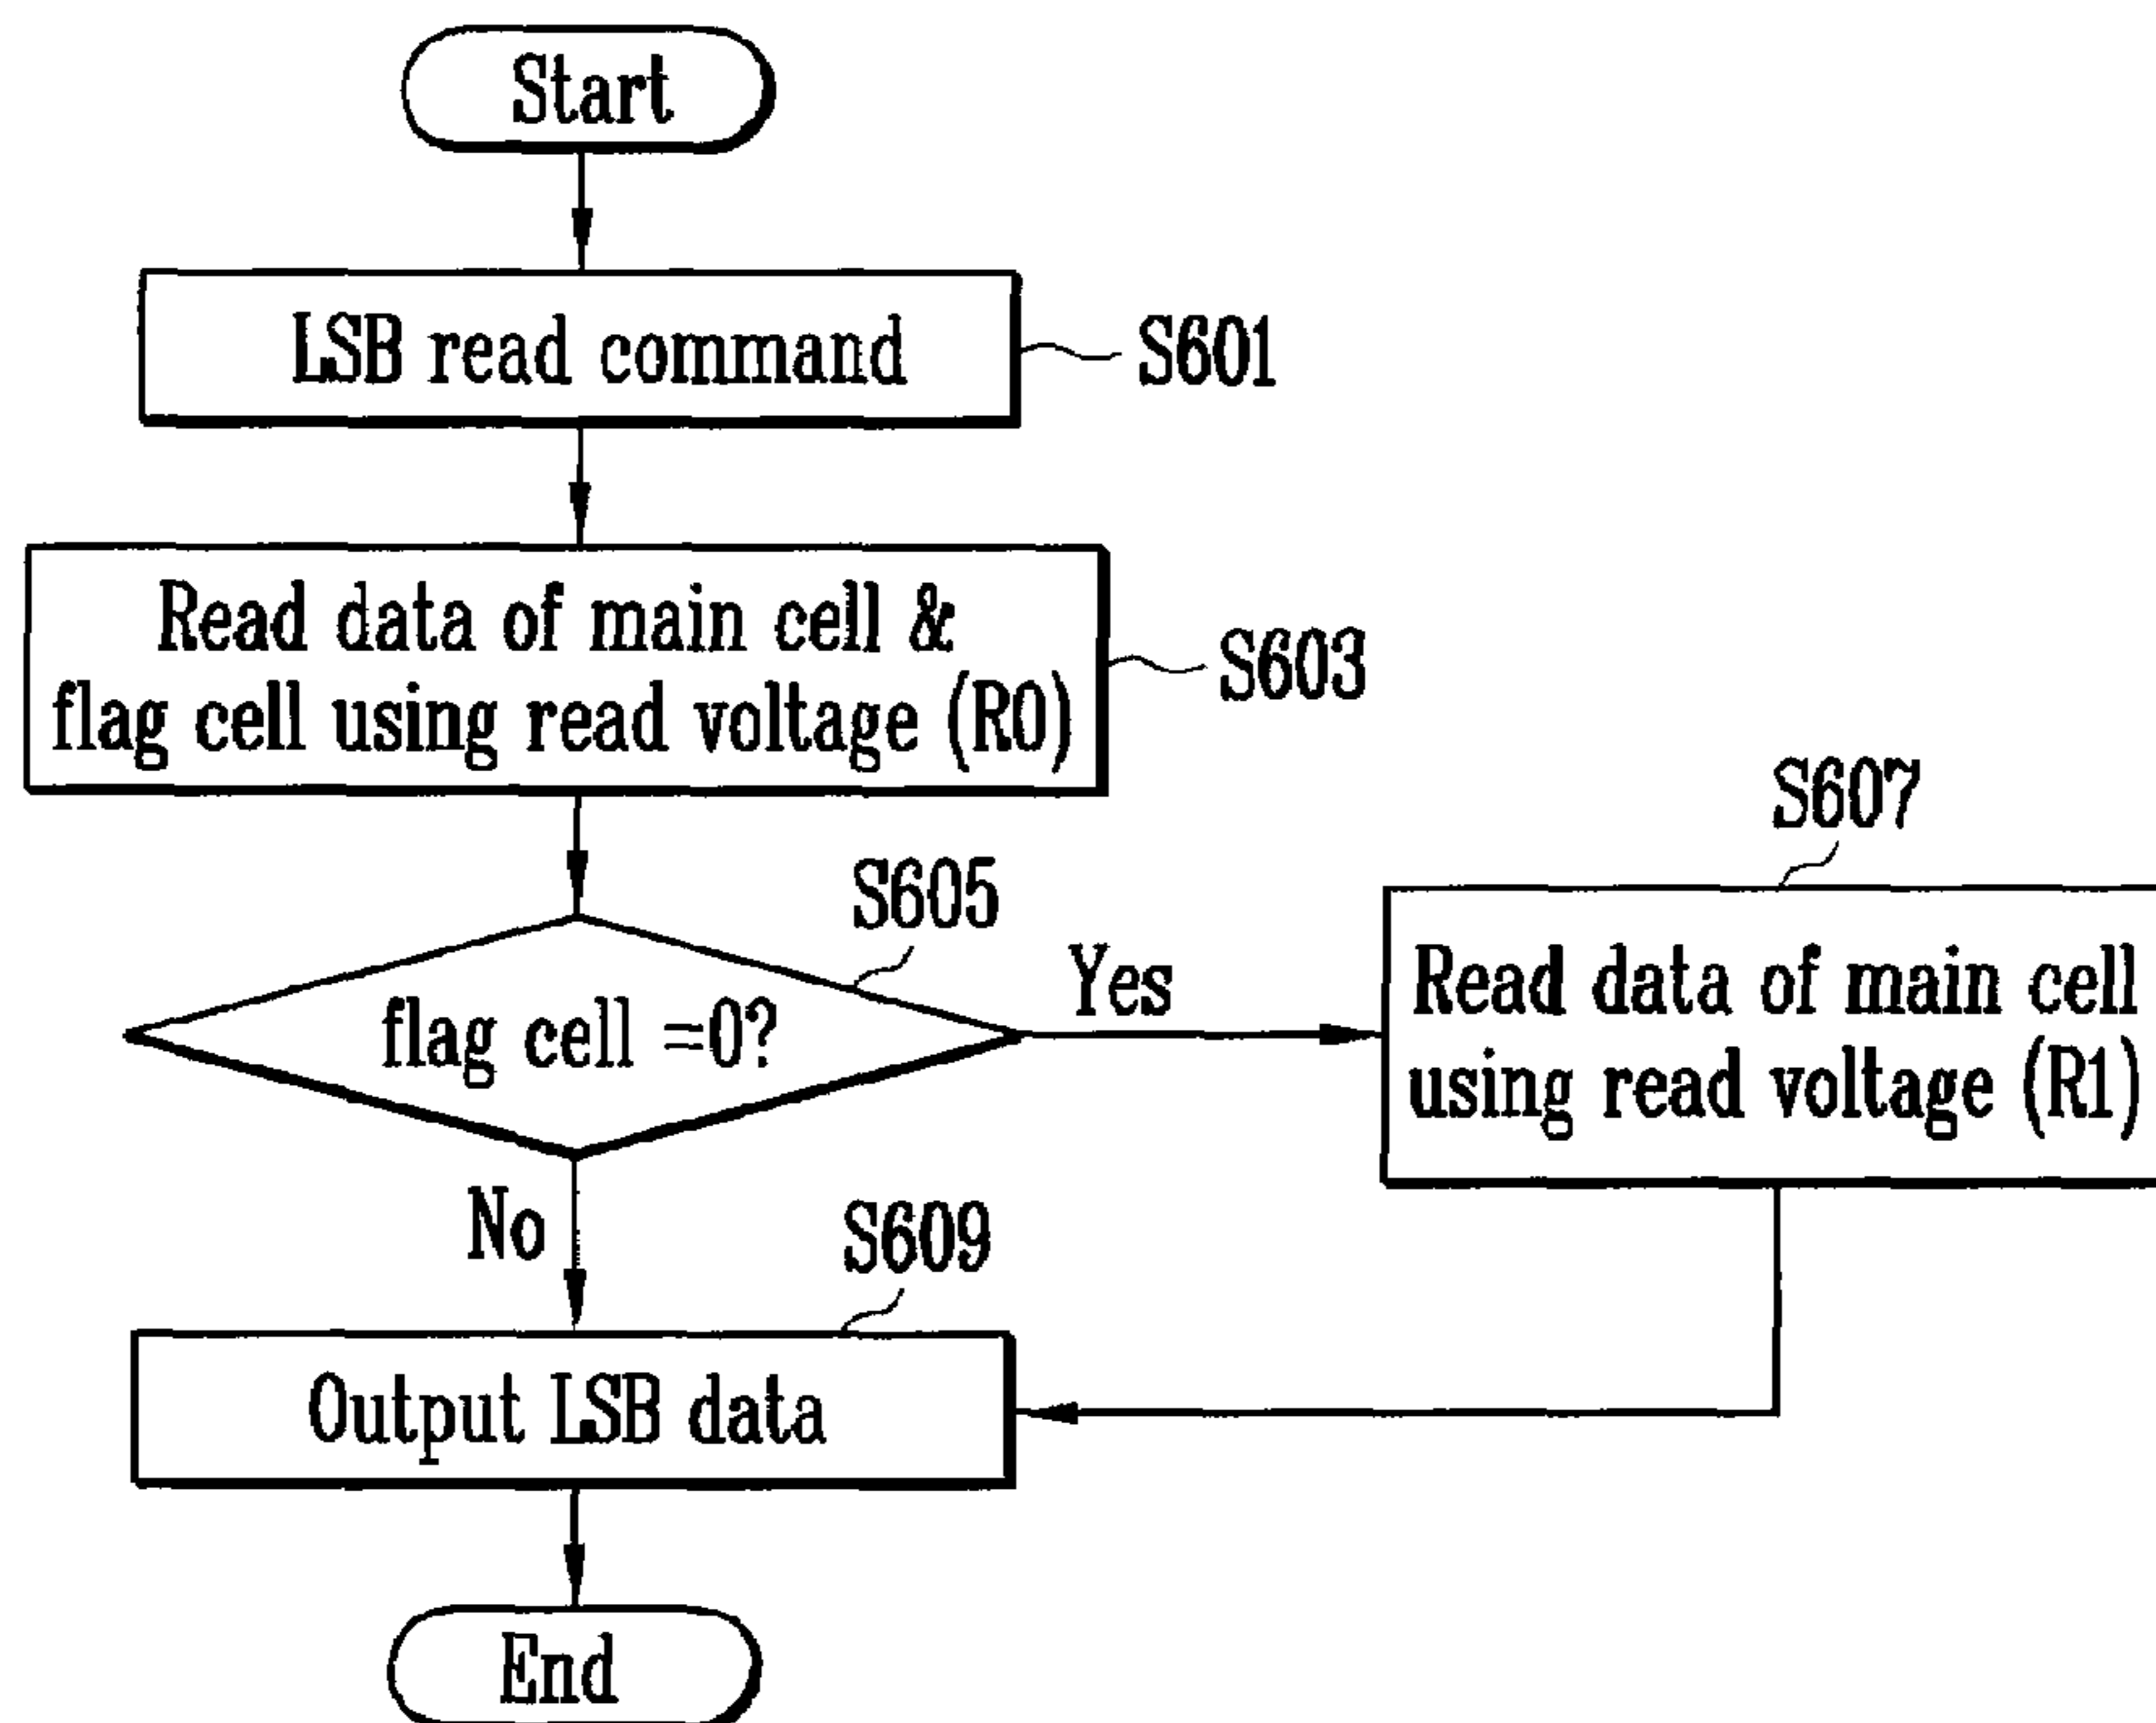 Start
LSB read command
S601
Read data of main cell &
flag cell using read voltage (R0)
S603
S605
flag cell =0?
Yes
S607
Read data of main cell
using read voltage (R1)
No
S609
Output LSB data
End